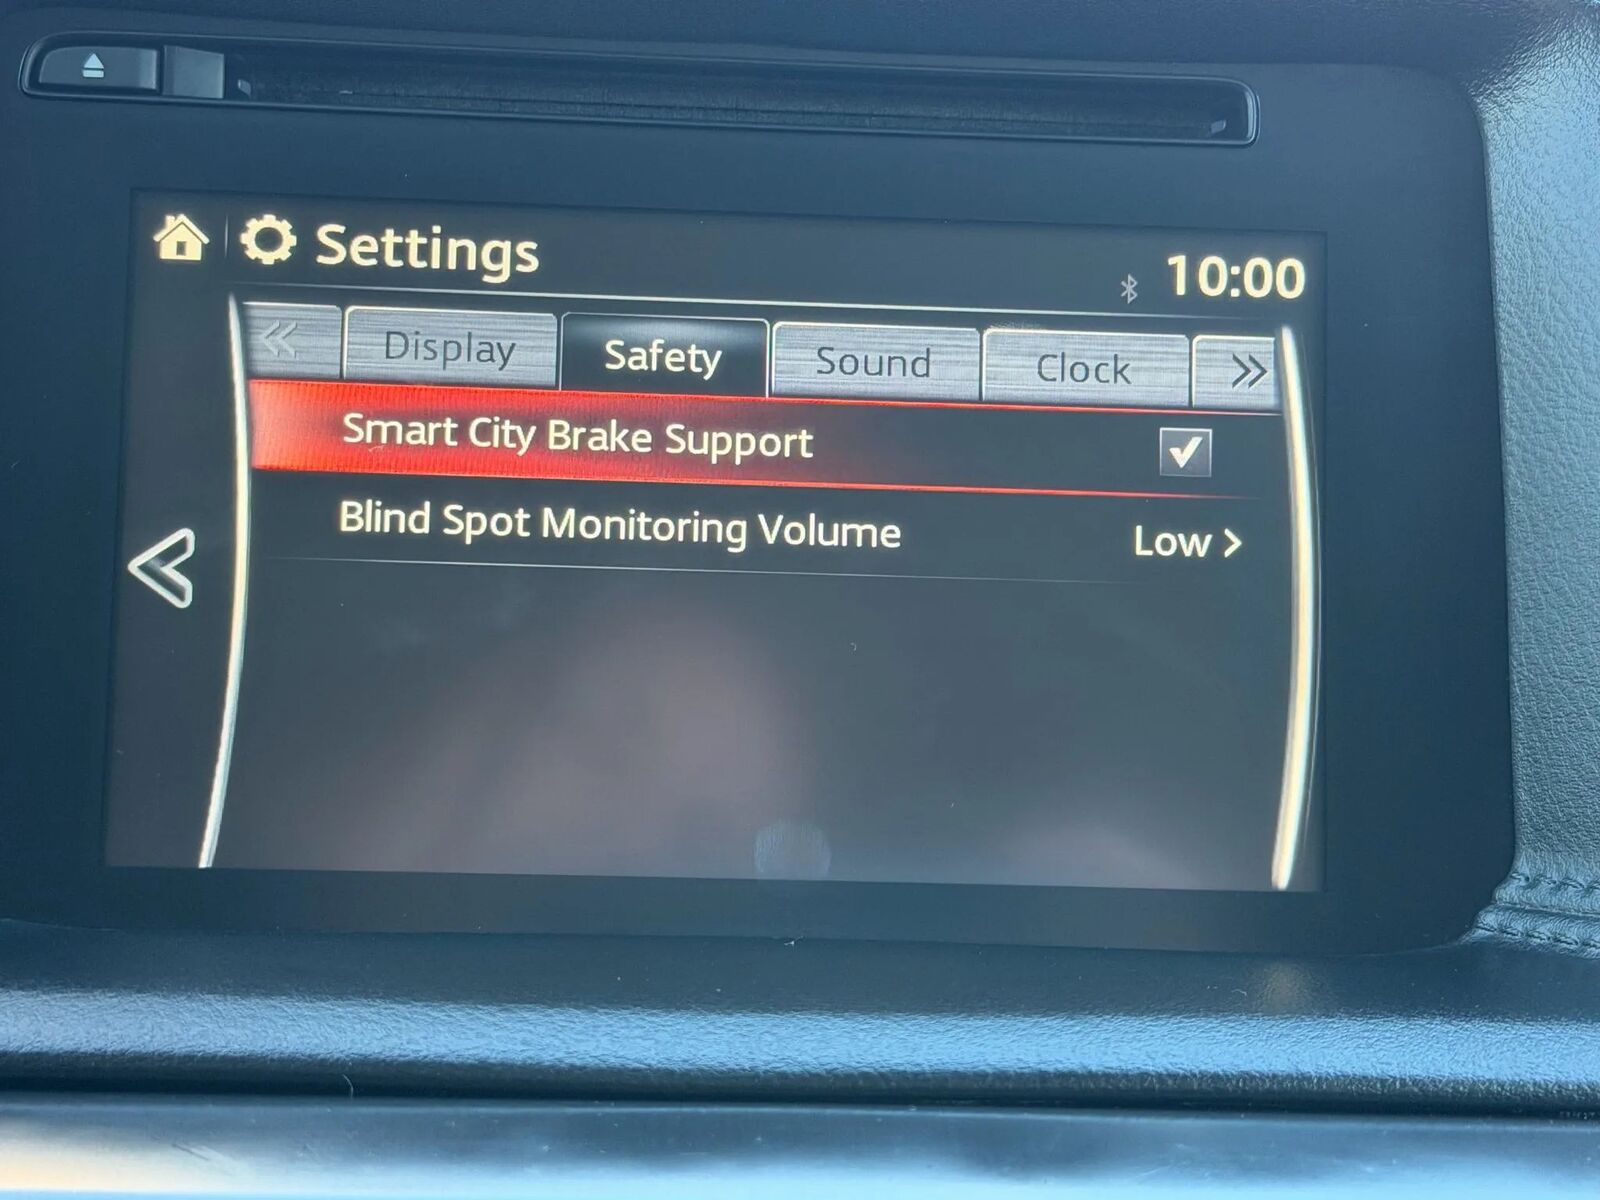 Settings
10:00
Display
Safety
Sound
Clock
Smart City Brake Support
Blind Spot Monitoring Volume
Low >